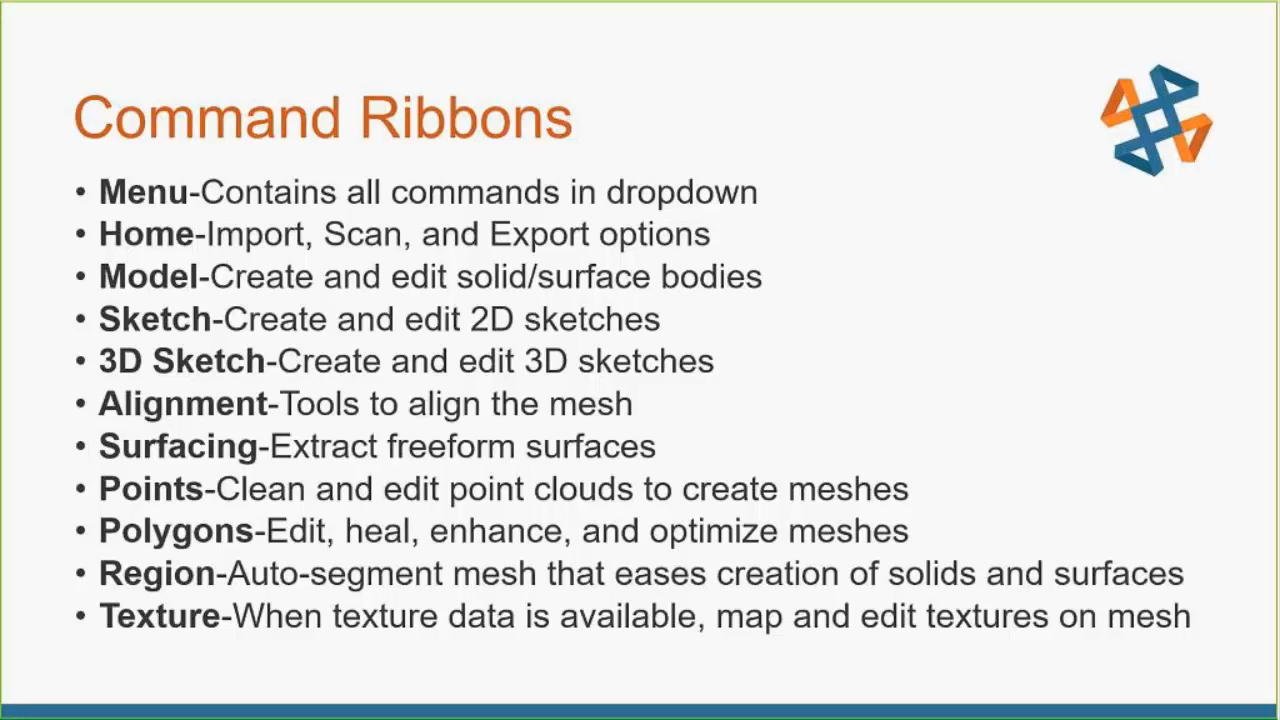 Command Ribbons
• Menu-Contains all commands in dropdown
• Home-Import, Scan, and Export options
• Model-Create and edit solid/surface bodies
• Sketch-Create and edit 2D sketches
• 3D Sketch-Create and edit 3D sketches
• Alignment-Tools to align the mesh
• Surfacing-Extract freeform surfaces
• Points-Clean and edit point clouds to create meshes
• Polygons-Edit, heal, enhance, and optimize meshes
• Region-Auto-segment mesh that eases creation of solids and surfaces
• Texture-When texture data is available, map and edit textures on mesh